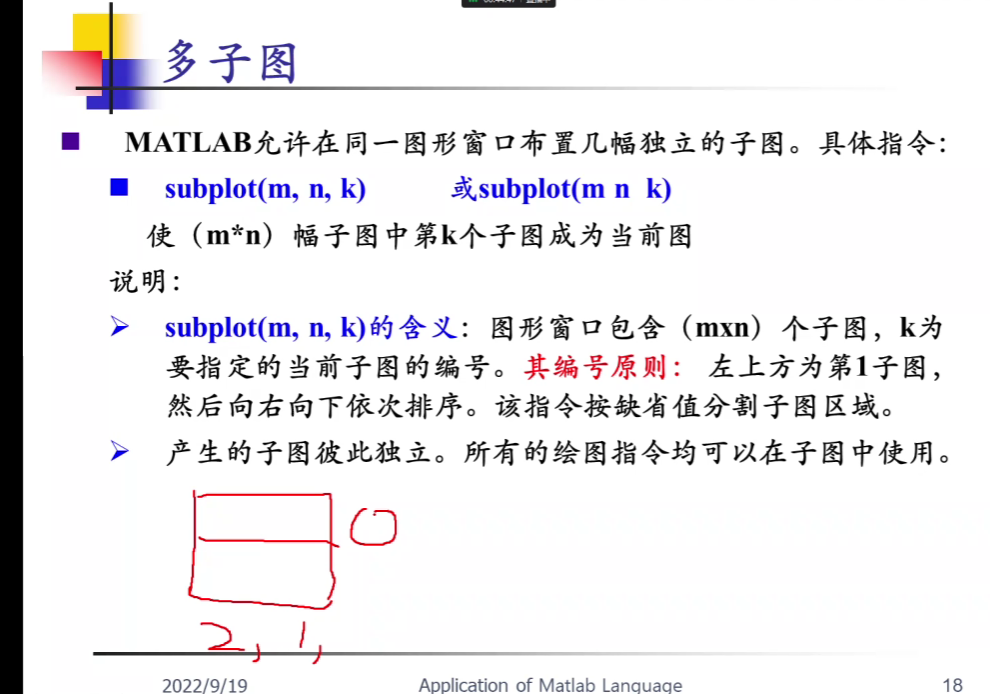 多子图
MATLAB允许在同一图形窗口布置几幅独立的子图。具体指令：
subplot(m, n, k) 或subplot(m n k)
使（m*n）幅子图中第k个子图成为当前图
说明：
subplot(m, n, k)的含义：图形窗口包含（mxn）个子图，k为
要指定的当前子图的编号。其编号原则： 左上方为第1子图，
然后向右向下依次排序。该指令按缺省值分割子图区域。
产生的子图彼此独立。所有的绘图指令均可以在子图中使用。
2, 1,
2022/9/19 Application of Matlab Language 18